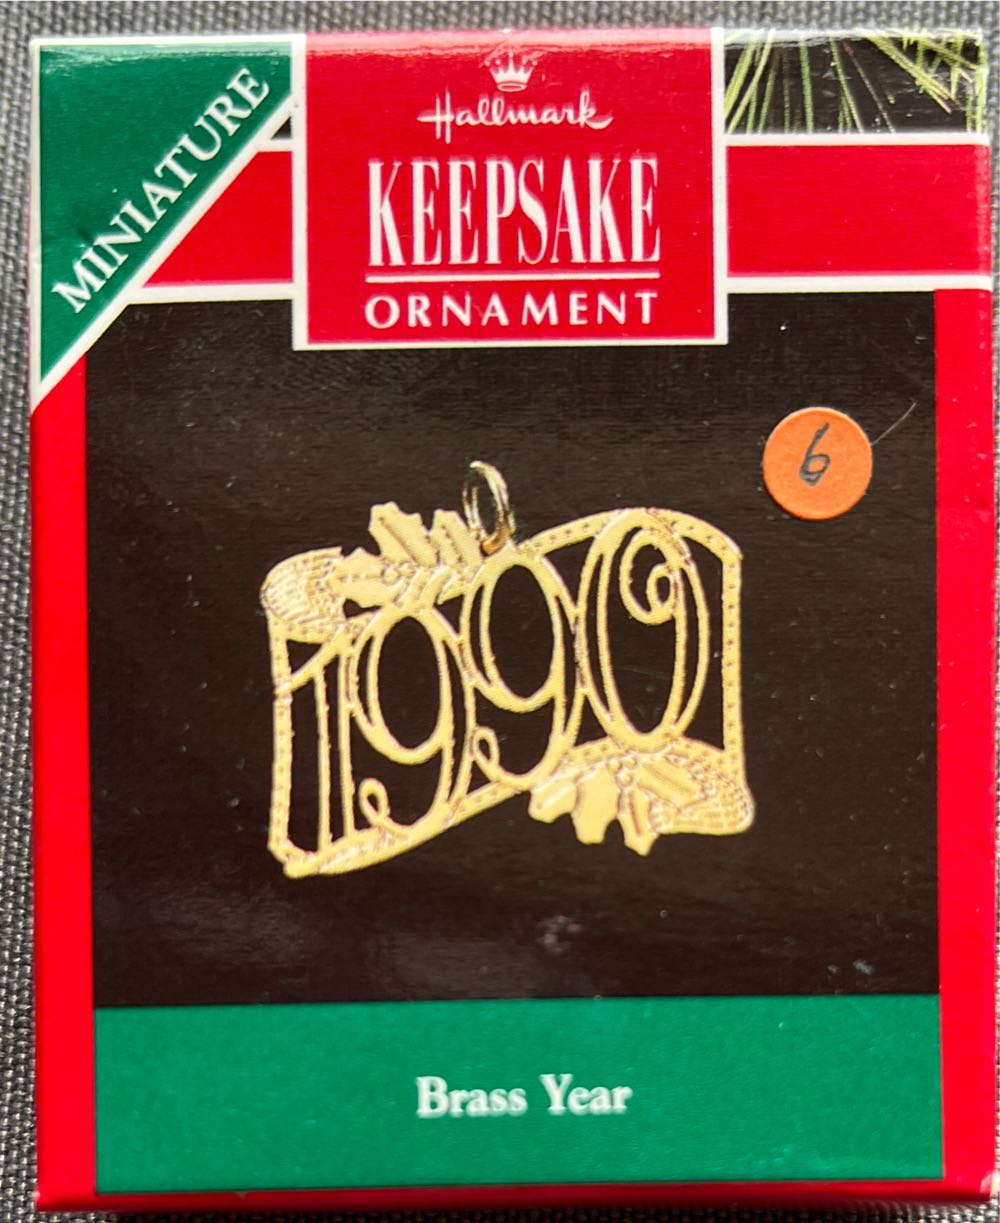 MINIATURE
Hallmark
KEEPSAKE
ORNAMENT
6
1990
Brass Year